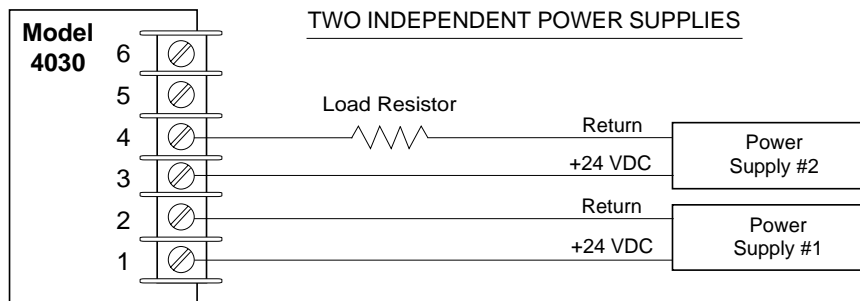 TWO INDEPENDENT POWER SUPPLIES
Model
4030
6
5
4
3
2
1
Load Resistor
Return
+24 VDC
Power
Supply #2
Return
+24 VDC
Power
Supply #1